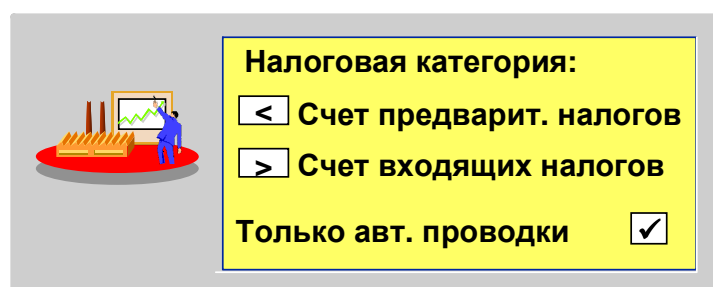 Налоговая категория:
< Счет предварит. налогов
> Счет входящих налогов
Только авт. проводки ✓